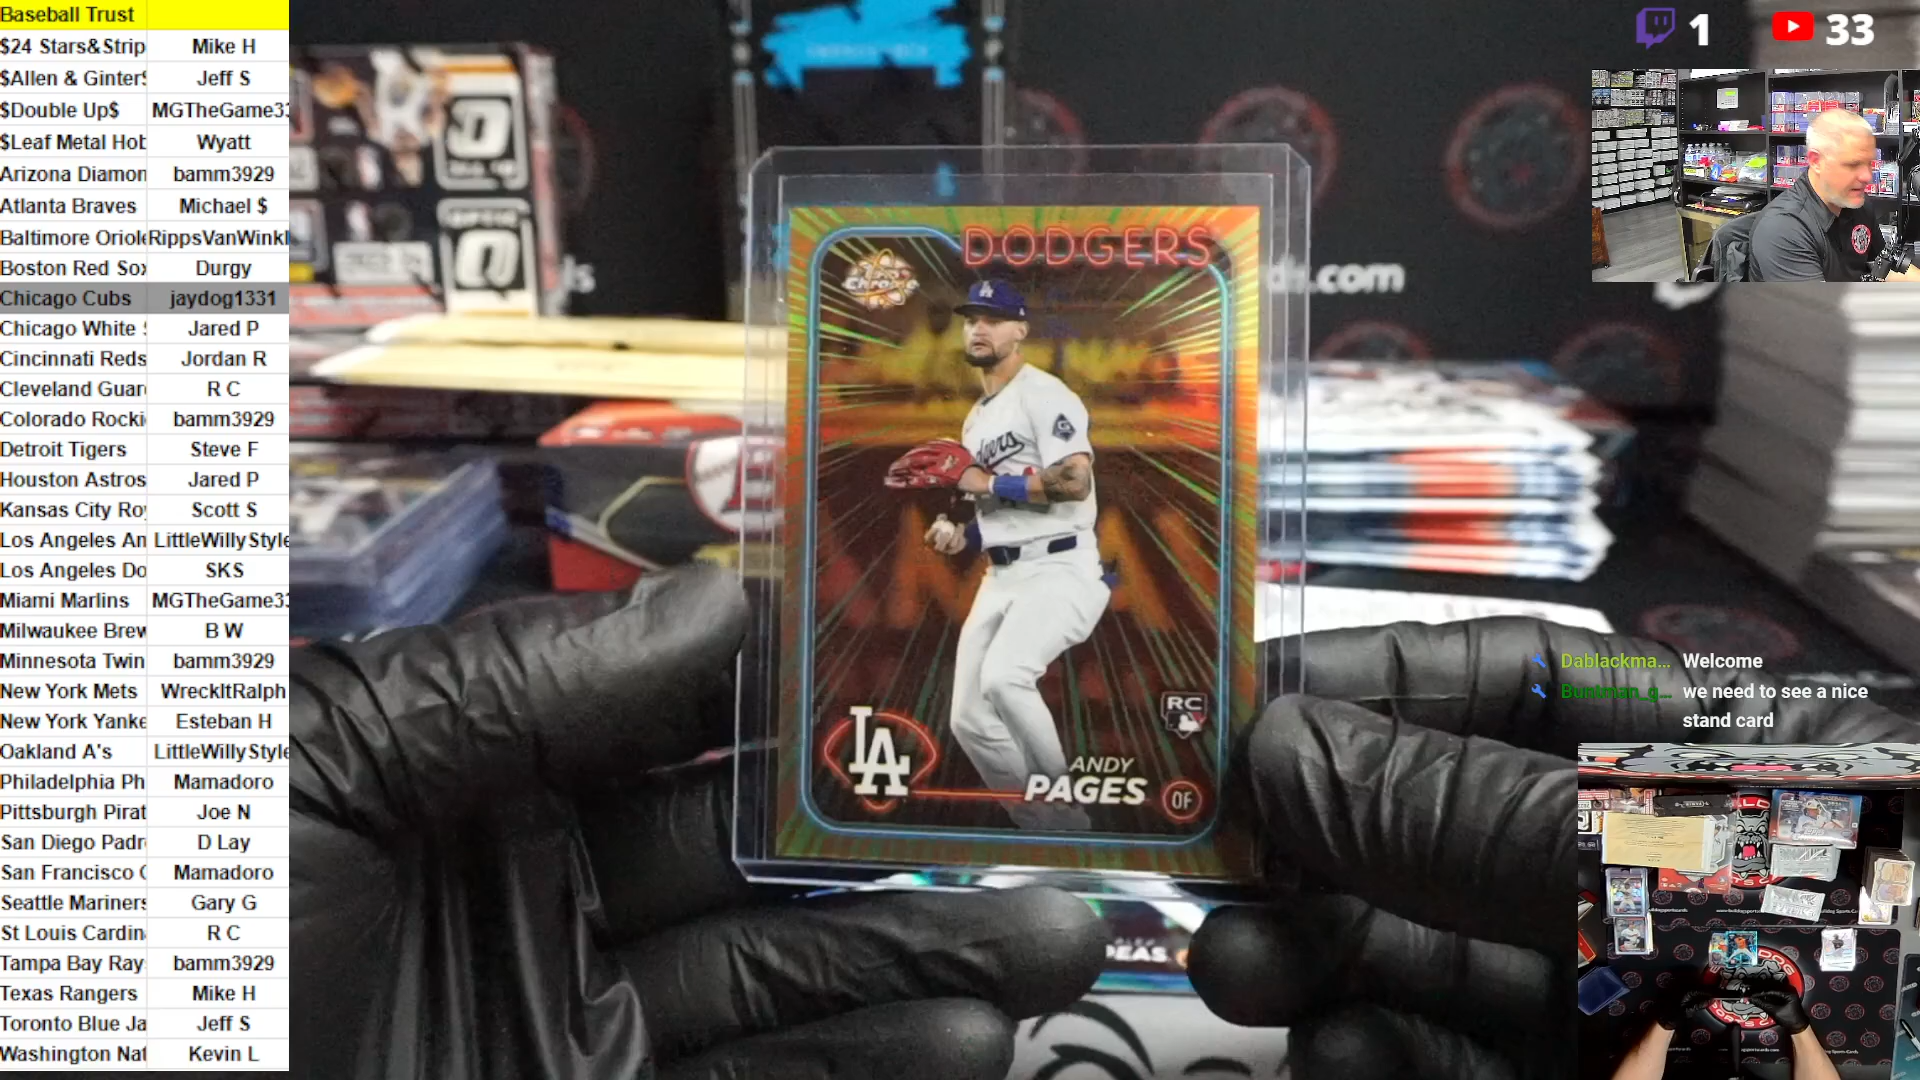 Baseball Trust
$24 Stars&Strip Mike H
$Allen & Ginter$ Jeff S
$Double Up$ MGTheGame33
$Leaf Metal Hob Wyatt
Arizona Diamon bamm3929
Atlanta Braves Michael $
Baltimore Oriole RippsVanWinkl
Boston Red Sox Durgy
Chicago Cubs jaydog1331
Chicago White S Jared P
Cincinnati Reds Jordan R
Cleveland Guar R C
Colorado Rocki bamm3929
Detroit Tigers Steve F
Houston Astros Jared P
Kansas City Roy Scott S
Los Angeles An LittleWillyStyle
Los Angeles Do SKS
Miami Marlins MGTheGame33
Milwaukee Brew B W
Minnesota Twin bamm3929
New York Mets WreckItRalph
New York Yanke Esteban H
Oakland A's LittleWillyStyle
Philadelphia Ph Mamadoro
Pittsburgh Pirat Joe N
San Diego Padr D Lay
San Francisco G Mamadoro
Seattle Mariners Gary G
St Louis Cardin R C
Tampa Bay Ray bamm3929
Texas Rangers Mike H
Toronto Blue Ja Jeff S
Washington Nat Kevin L
1 33
DODGERS
Topps
Chrome
LA
RC
ANDY
PAGES
OF
ds.com
Dablackma... Welcome
we need to see a nice
stand card